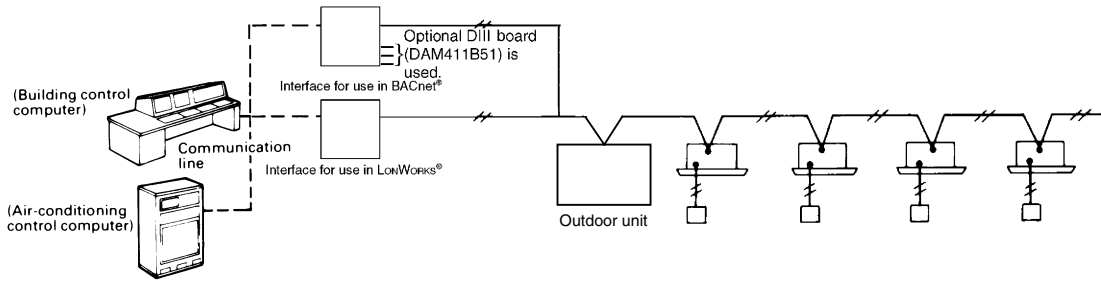 Optional DIII board
(DAM411B51) is
used.
Interface for use in BACnet®
(Building control
computer)
Communication
line
Interface for use in LONWORKS®
(Air-conditioning
control computer)
Outdoor unit